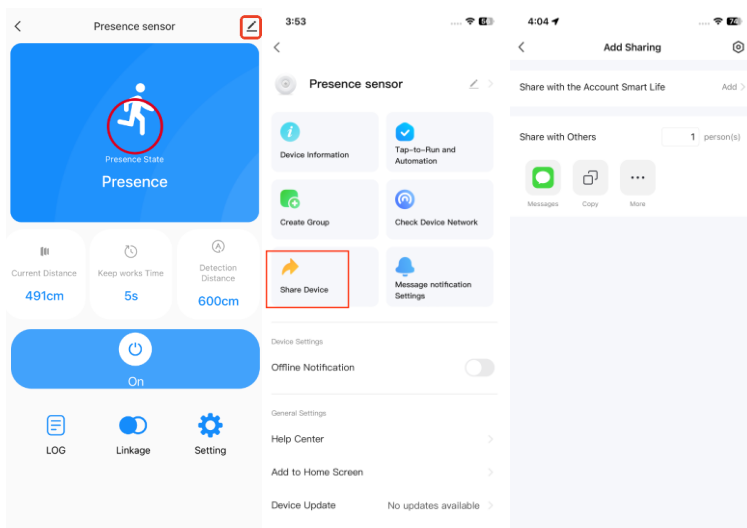 Presence sensor
Presence State
Presence
Current Distance
491cm
Keep works Time
5s
Detection
Distance
600cm
On
LOG
Linkage
Setting
3:53
Presence sensor
Device Information
Tap-to-Run and
Automation
Create Group
Check Device Network
Share Device
Message notification
Settings
Device Settings
Offline Notification
General Settings
Help Center
Add to Home Screen
Device Update
No updates available
4:04
74
Add Sharing
Share with the Account Smart Life
Add
Share with Others
1 person(s)
Messages
Copy
More